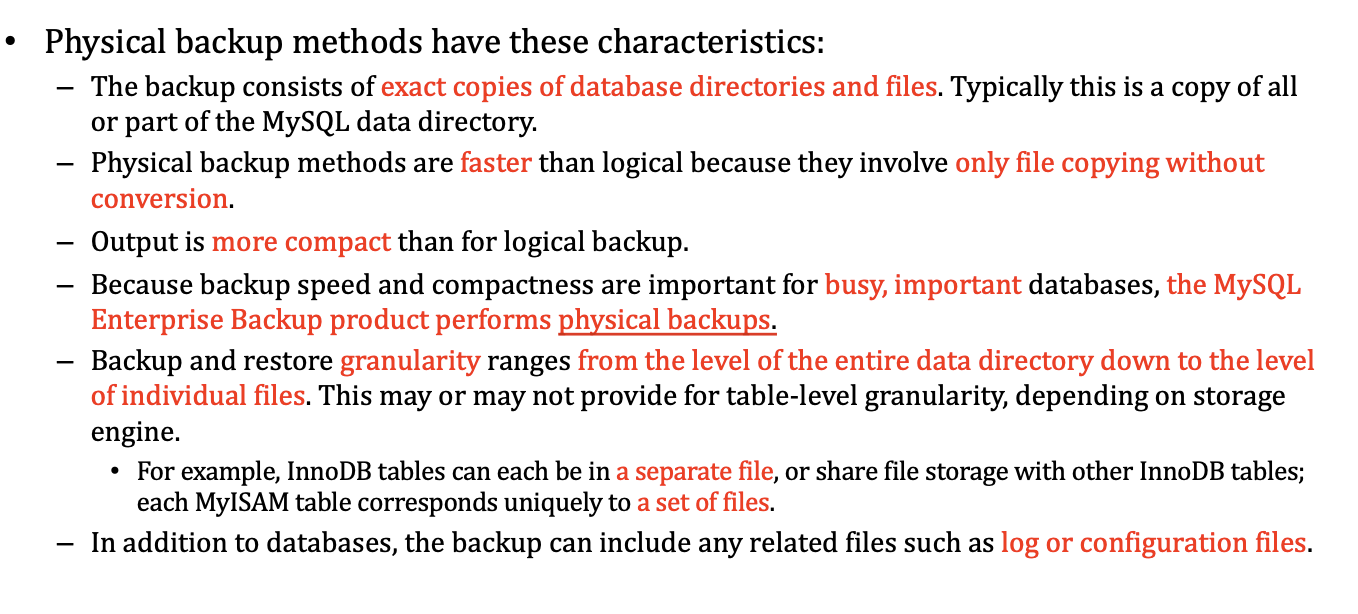 • Physical backup methods have these characteristics:
– The backup consists of exact copies of database directories and files. Typically this is a copy of all
or part of the MySQL data directory.
– Physical backup methods are faster than logical because they involve only file copying without
conversion.
– Output is more compact than for logical backup.
– Because backup speed and compactness are important for busy, important databases, the MySQL
Enterprise Backup product performs physical backups.
– Backup and restore granularity ranges from the level of the entire data directory down to the level
of individual files. This may or may not provide for table-level granularity, depending on storage
engine.
• For example, InnoDB tables can each be in a separate file, or share file storage with other InnoDB tables;
each MyISAM table corresponds uniquely to a set of files.
– In addition to databases, the backup can include any related files such as log or configuration files.